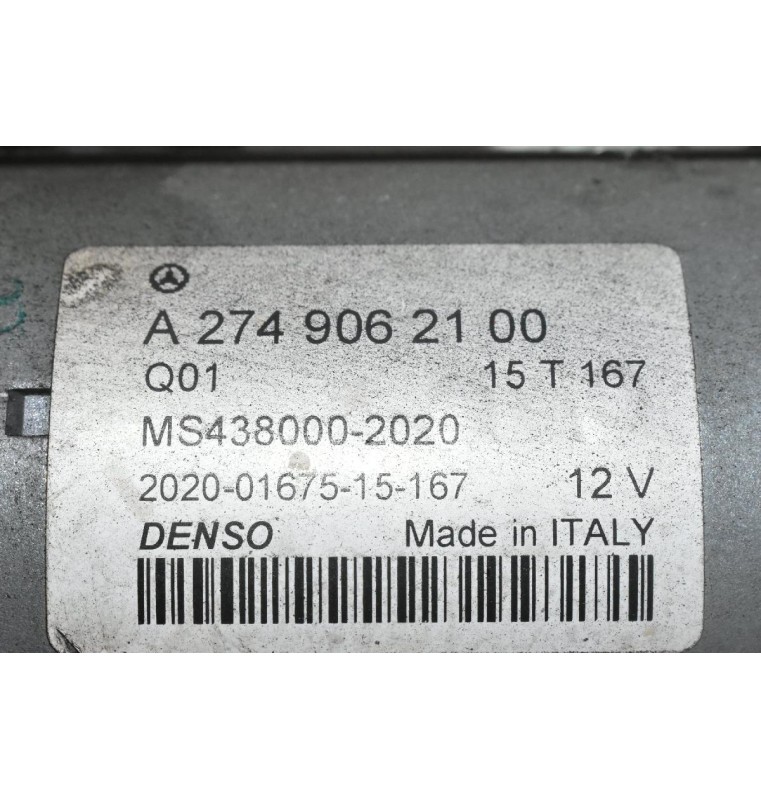 A 274 906 21 00
Q01 15 T 167
MS438000-2020
2020-01675-15-167 12 V
DENSO Made in ITALY